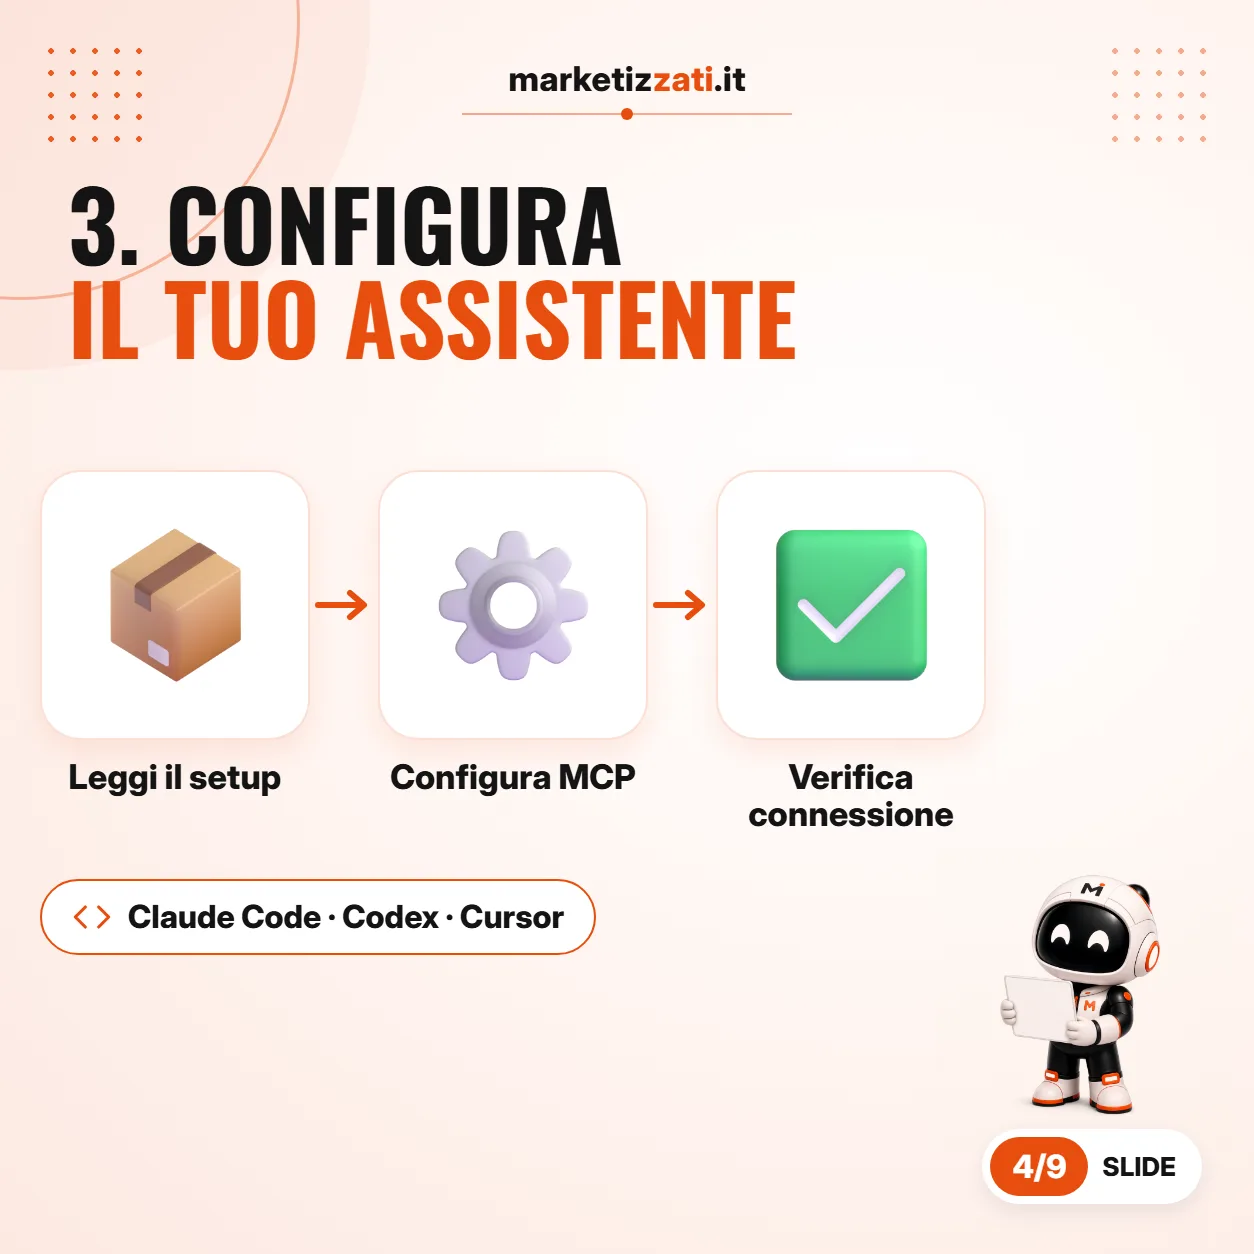 marketizzati.it
3. CONFIGURA
IL TUO ASSISTENTE
Leggi il setup
Configura MCP
Verifica
connessione
Claude Code · Codex · Cursor
M
M
4/9 SLIDE